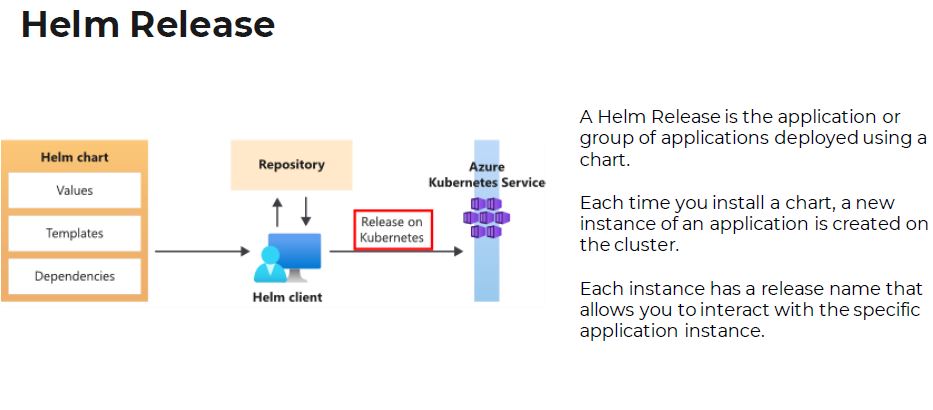 Helm Release
Helm chart
Values
Templates
Dependencies
Repository
Helm client
Release on
Kubernetes
Azure
Kubernetes Service
A Helm Release is the application or
group of applications deployed using a
chart.
Each time you install a chart, a new
instance of an application is created on
the cluster.
Each instance has a release name that
allows you to interact with the specific
application instance.